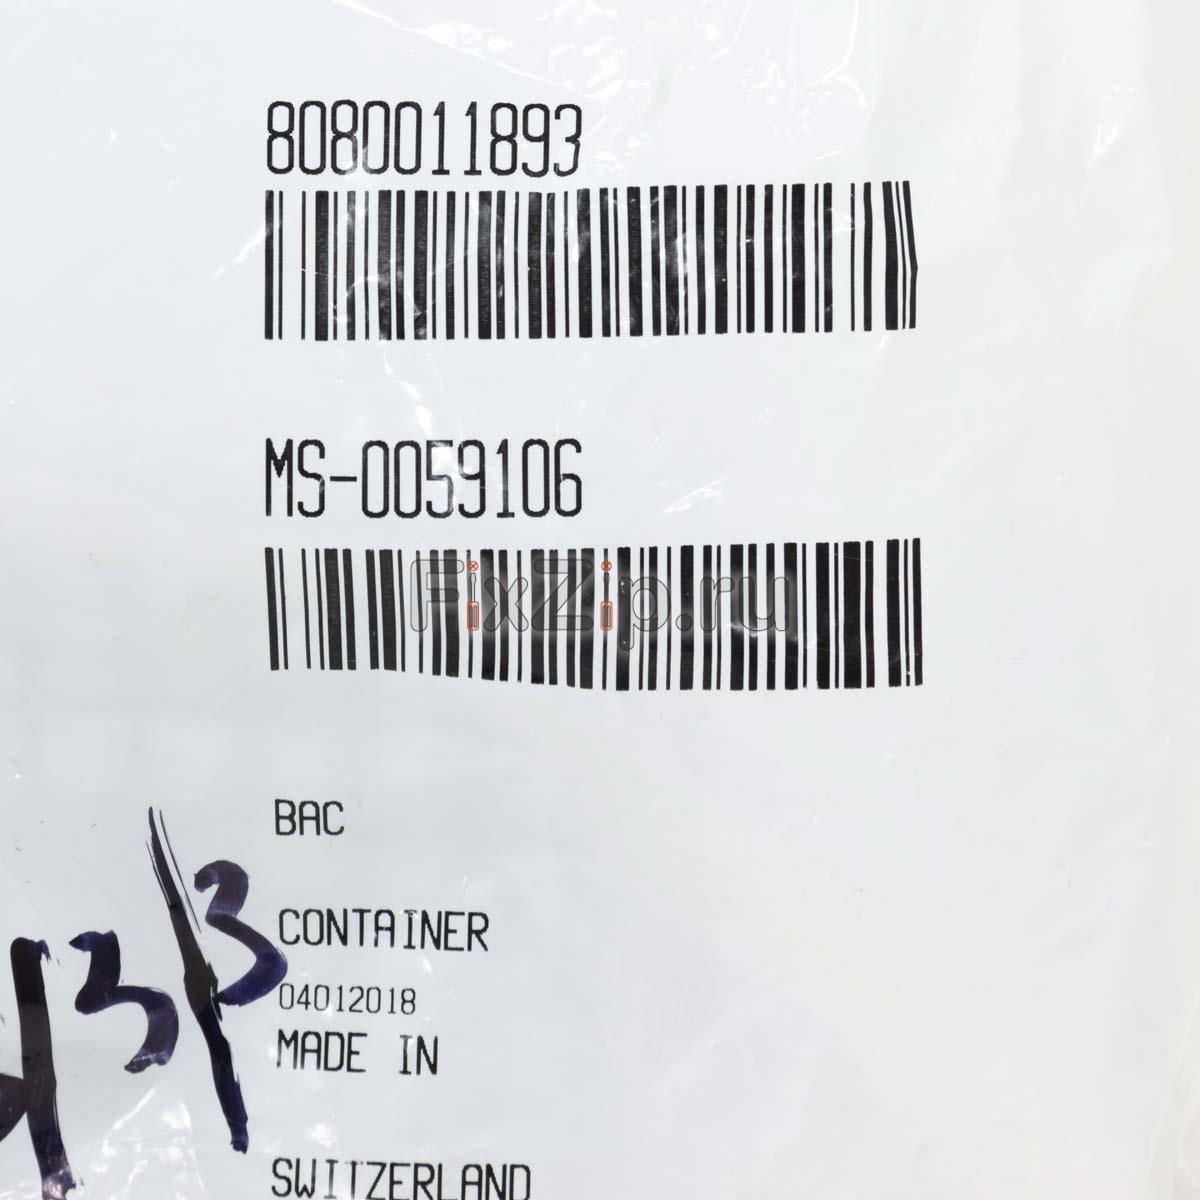 8080011893
MS-0059106
FixZip.ru
BAC
CONTAINER
04012018
MADE IN
SWITZERLAND